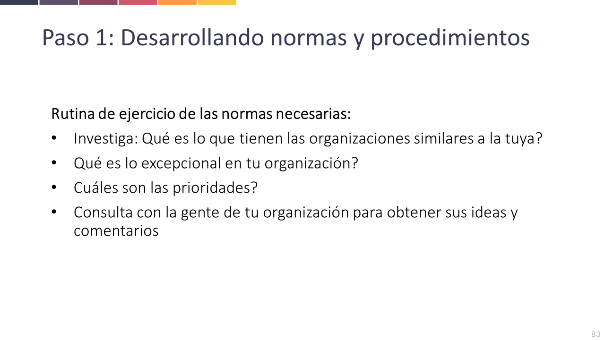 Paso 1: Desarrollando normas y procedimientos
Rutina de ejercicio de las normas necesarias:
• Investiga: Qué es lo que tienen las organizaciones similares a la tuya?
• Qué es lo excepcional en tu organización?
• Cuáles son las prioridades?
• Consulta con la gente de tu organización para obtener sus ideas y
comentarios
93